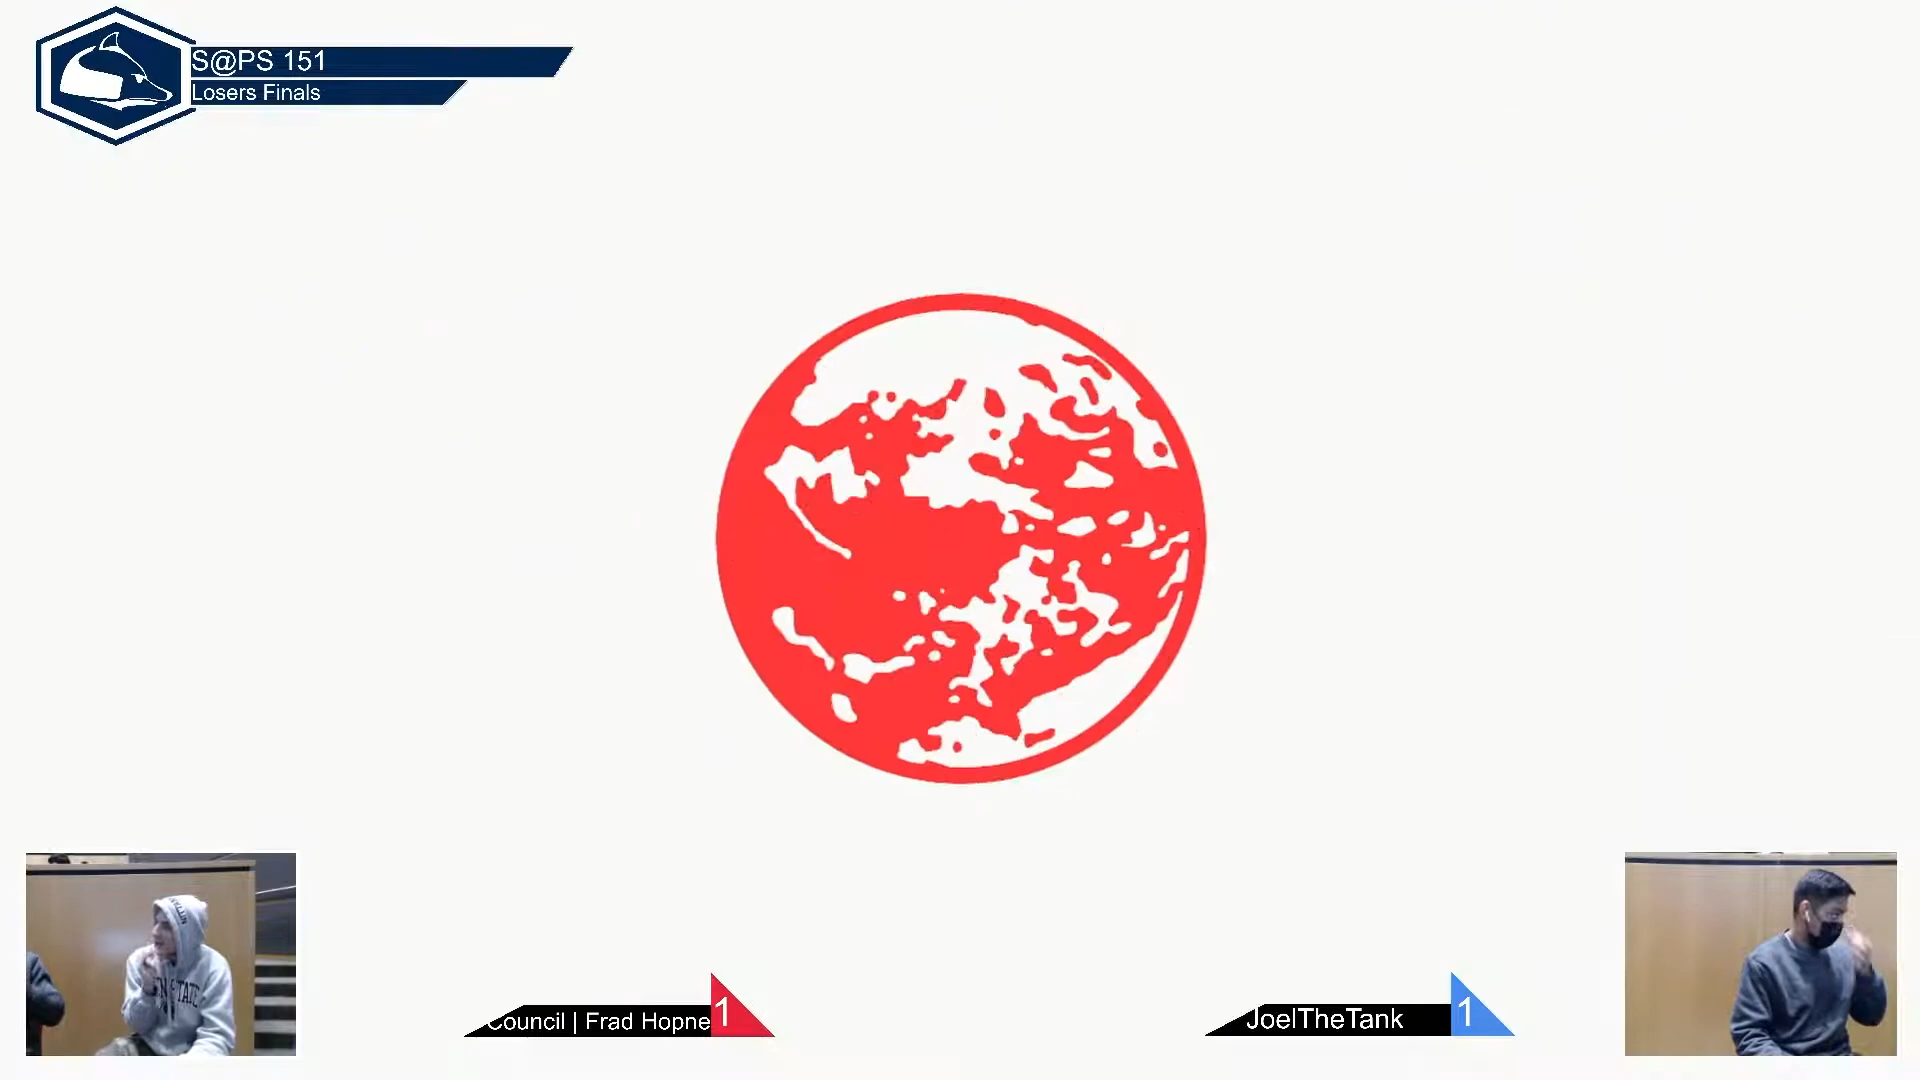 S@PS 151
Losers Finals
Council | Frad Hopne
1
JoelTheTank
1